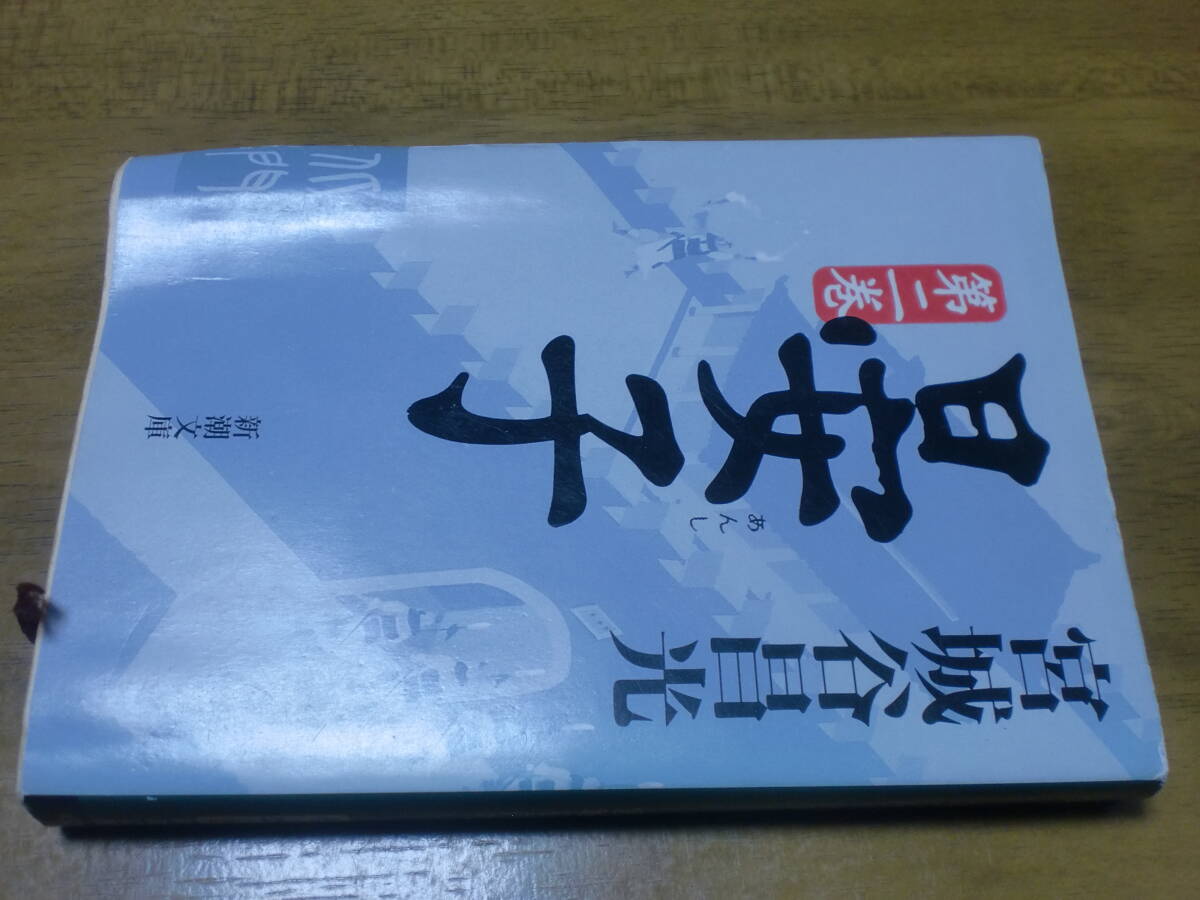 第二巻
晏子
あんし
宮城谷昌光
新潮文庫